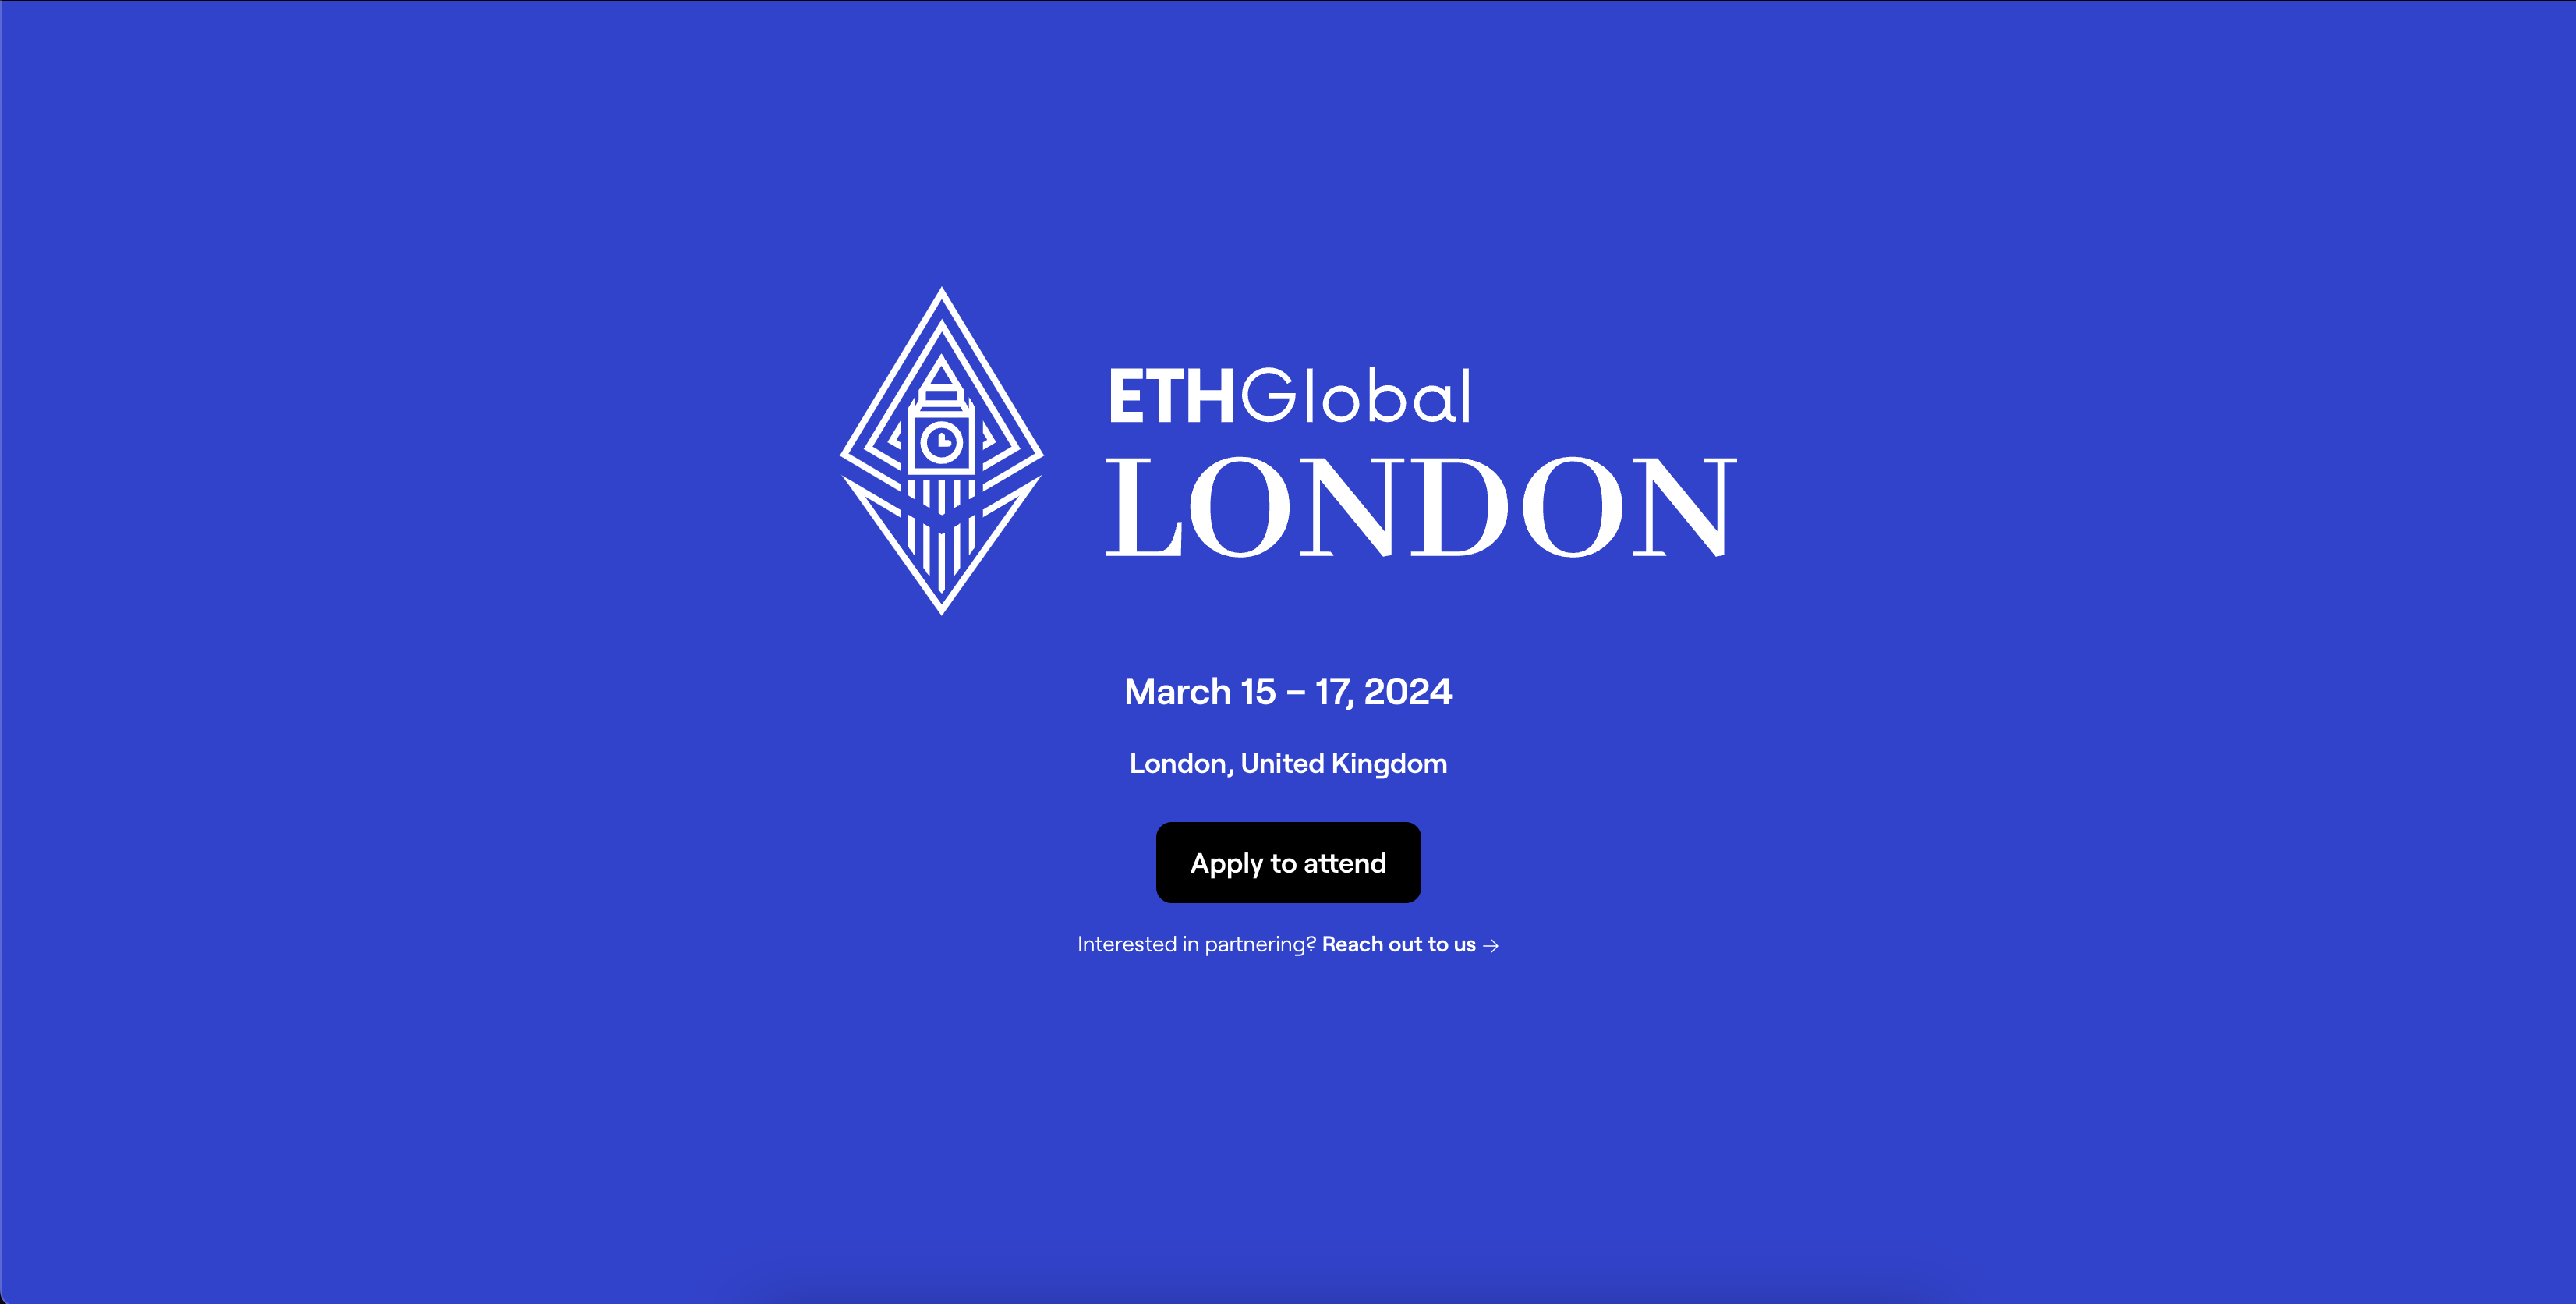 ETHGlobal
LONDON
March 15 – 17, 2024
London, United Kingdom
Apply to attend
Interested in partnering? Reach out to us →